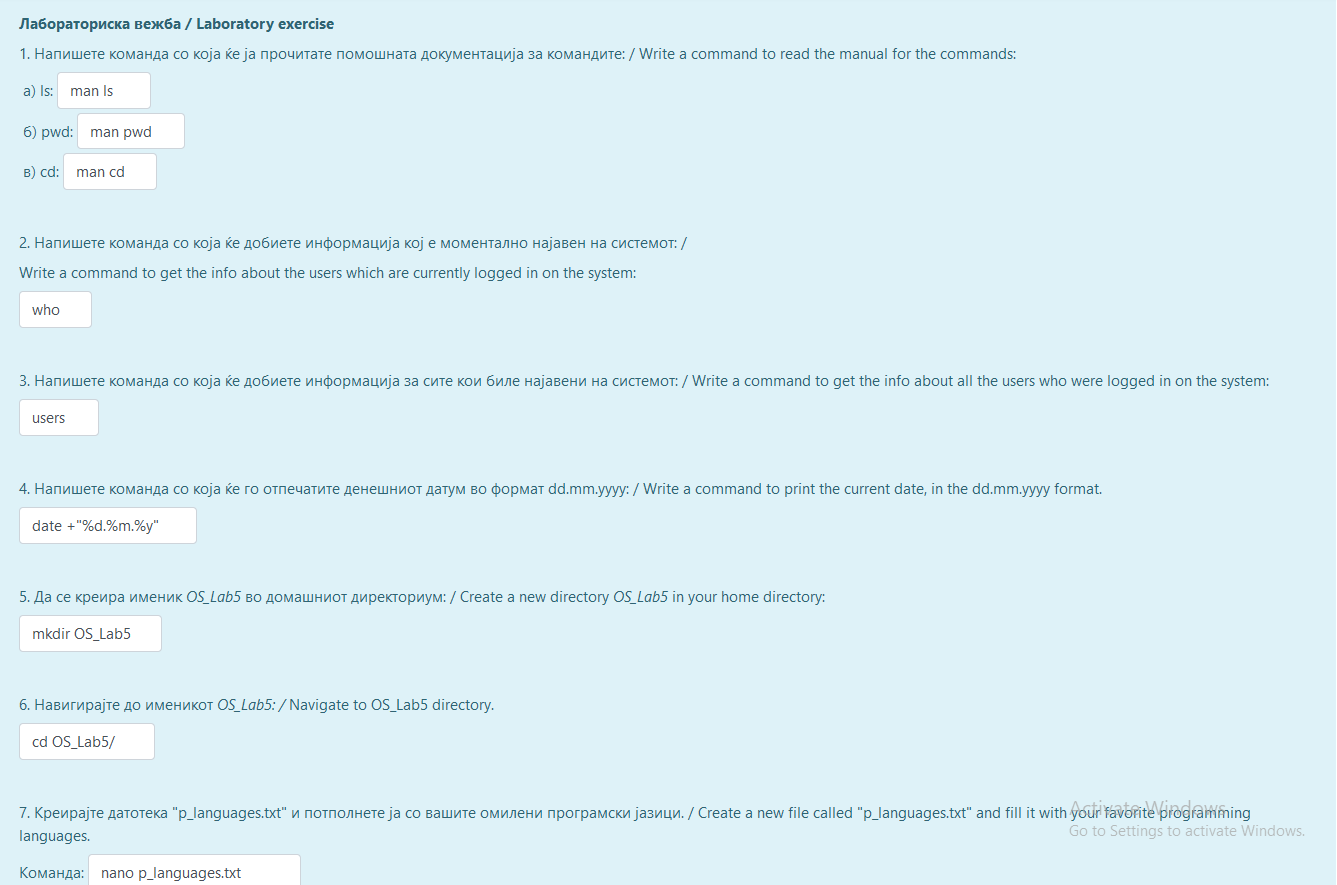 Лабораториска вежба / Laboratory exercise
1. Напишете команда со која ќе ја прочитате помошната документација за командите: / Write a command to read the manual for the commands:
а) ls: man ls
б) pwd: man pwd
в) cd: man cd
2. Напишете команда со која ќе добиете информација кој е моментално најавен на системот: /
Write a command to get the info about the users which are currently logged in on the system:
who
3. Напишете команда со која ќе добиете информација за сите кои биле најавени на системот: / Write a command to get the info about all the users who were logged in on the system:
users
4. Напишете команда со која ќе го отпечатите денешниот датум во формат dd.mm.yyyy: / Write a command to print the current date, in the dd.mm.yyyy format.
date +"%d.%m.%y"
5. Да се креира именик OS_Lab5 во домашниот директориум: / Create a new directory OS_Lab5 in your home directory:
mkdir OS_Lab5
6. Навигирајте до именикот OS_Lab5: / Navigate to OS_Lab5 directory.
cd OS_Lab5/
7. Креирајте датотека "p_languages.txt" и потполнете ја со вашите омилени програмски јазици. / Create a new file called "p_languages.txt" and fill it with your favorite programming
languages.
Команда: nano p_languages.txt
Activate Windows
Go to Settings to activate Windows.